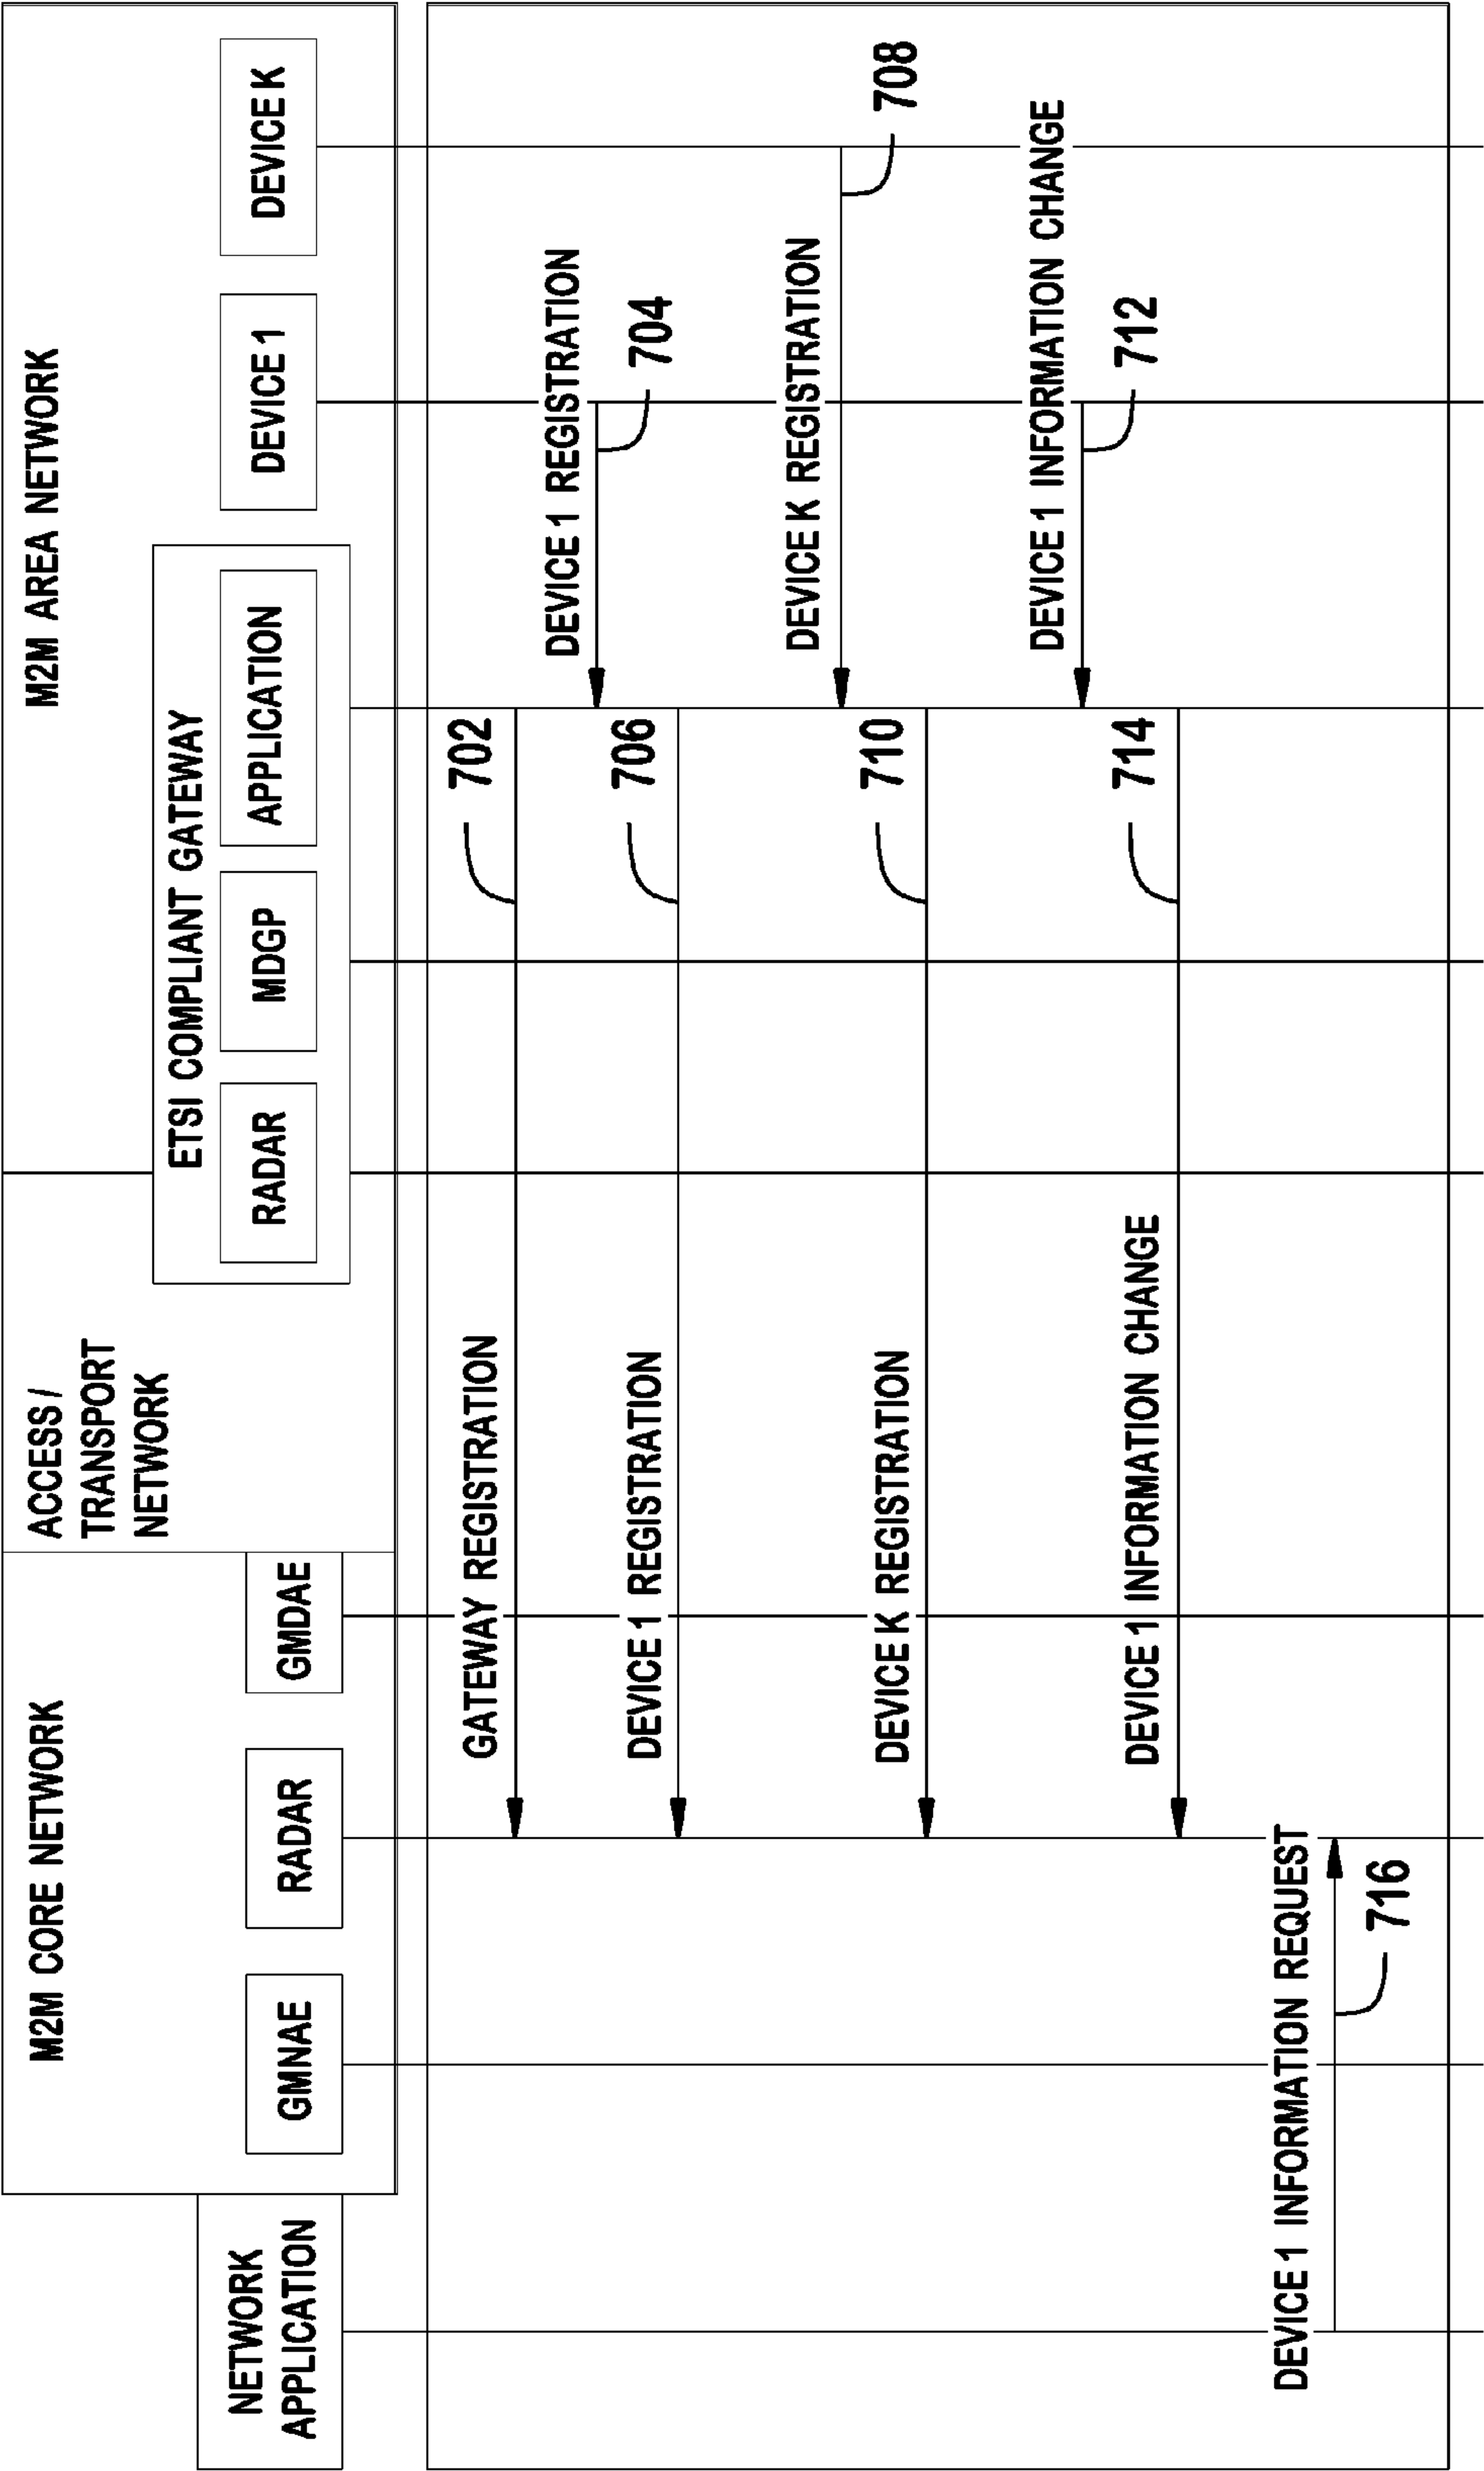 M2M CORE NETWORK
ACCESS /
TRANSPORT
NETWORK
M2M AREA NETWORK
ETSI COMPLIANT GATEWAY
NETWORK
APPLICATION
GMNAE
RADAR
GMDAE
RADAR
MDGP
APPLICATION
DEVICE 1
DEVICE K
GATEWAY REGISTRATION
702
DEVICE 1 REGISTRATION
704
DEVICE 1 REGISTRATION
706
DEVICE K REGISTRATION
708
DEVICE K REGISTRATION
710
DEVICE 1 INFORMATION CHANGE
712
DEVICE 1 INFORMATION CHANGE
714
DEVICE 1 INFORMATION REQUEST
716